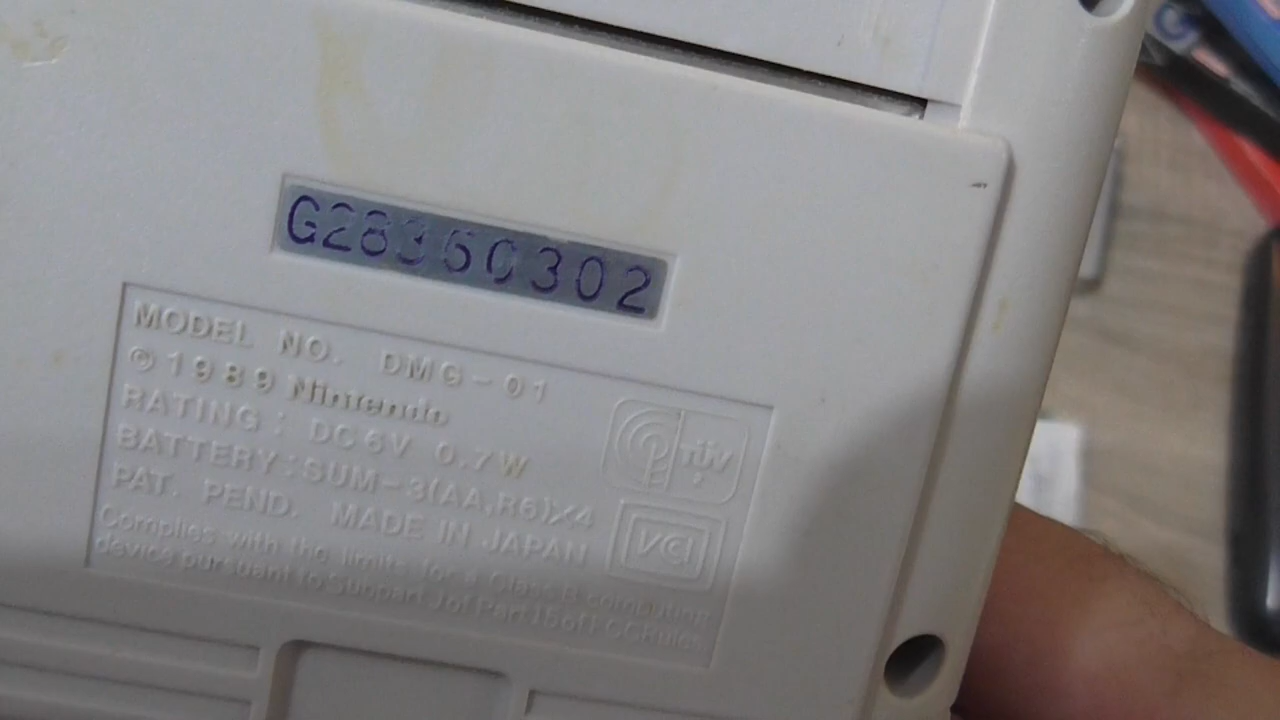 G28350302
MODEL NO. DMG-01
©1989 Nintendo
RATING: DC6V 0.7W
BATTERY:SUM-3(AA,R6)×4
PAT. PEND. MADE IN JAPAN
Complies with the limits for a Class B computing
device pursuant to Subpart J of Part 15 of FCC Rules
TÜV
VCI